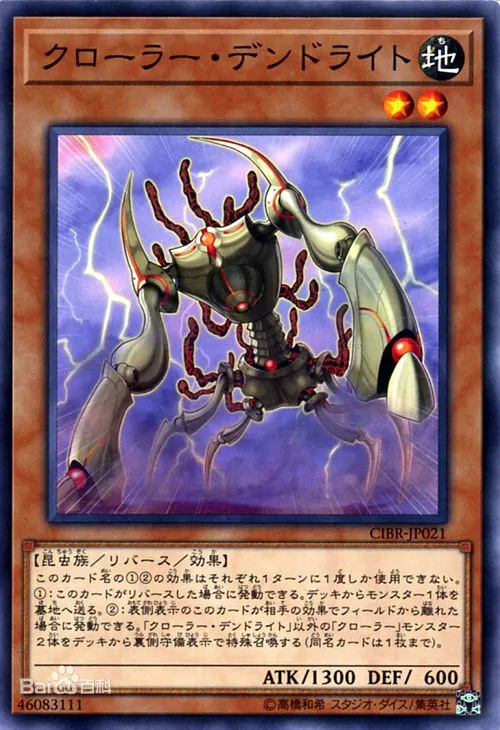 クローラー・デンドライト
地
CIBR-JP021
【昆虫族/リバース/効果】
このカード名の①②の効果はそれぞれ1ターンに1度しか使用できない。
①:このカードがリバースした場合に発動できる。デッキからモンスター1体を
墓地へ送る。②:表側表示のこのカードが相手の効果でフィールドから離れた
場合に発動できる。「クローラー・デンドライト」以外の「クローラー」モンスター
2体をデッキから裏側守備表示で特殊召喚する(同名カードは1枚まで)。
ATK/1300 DEF/ 600
Bai百科
46083111
©高橋和希 スタジオ・ダイス/集英社